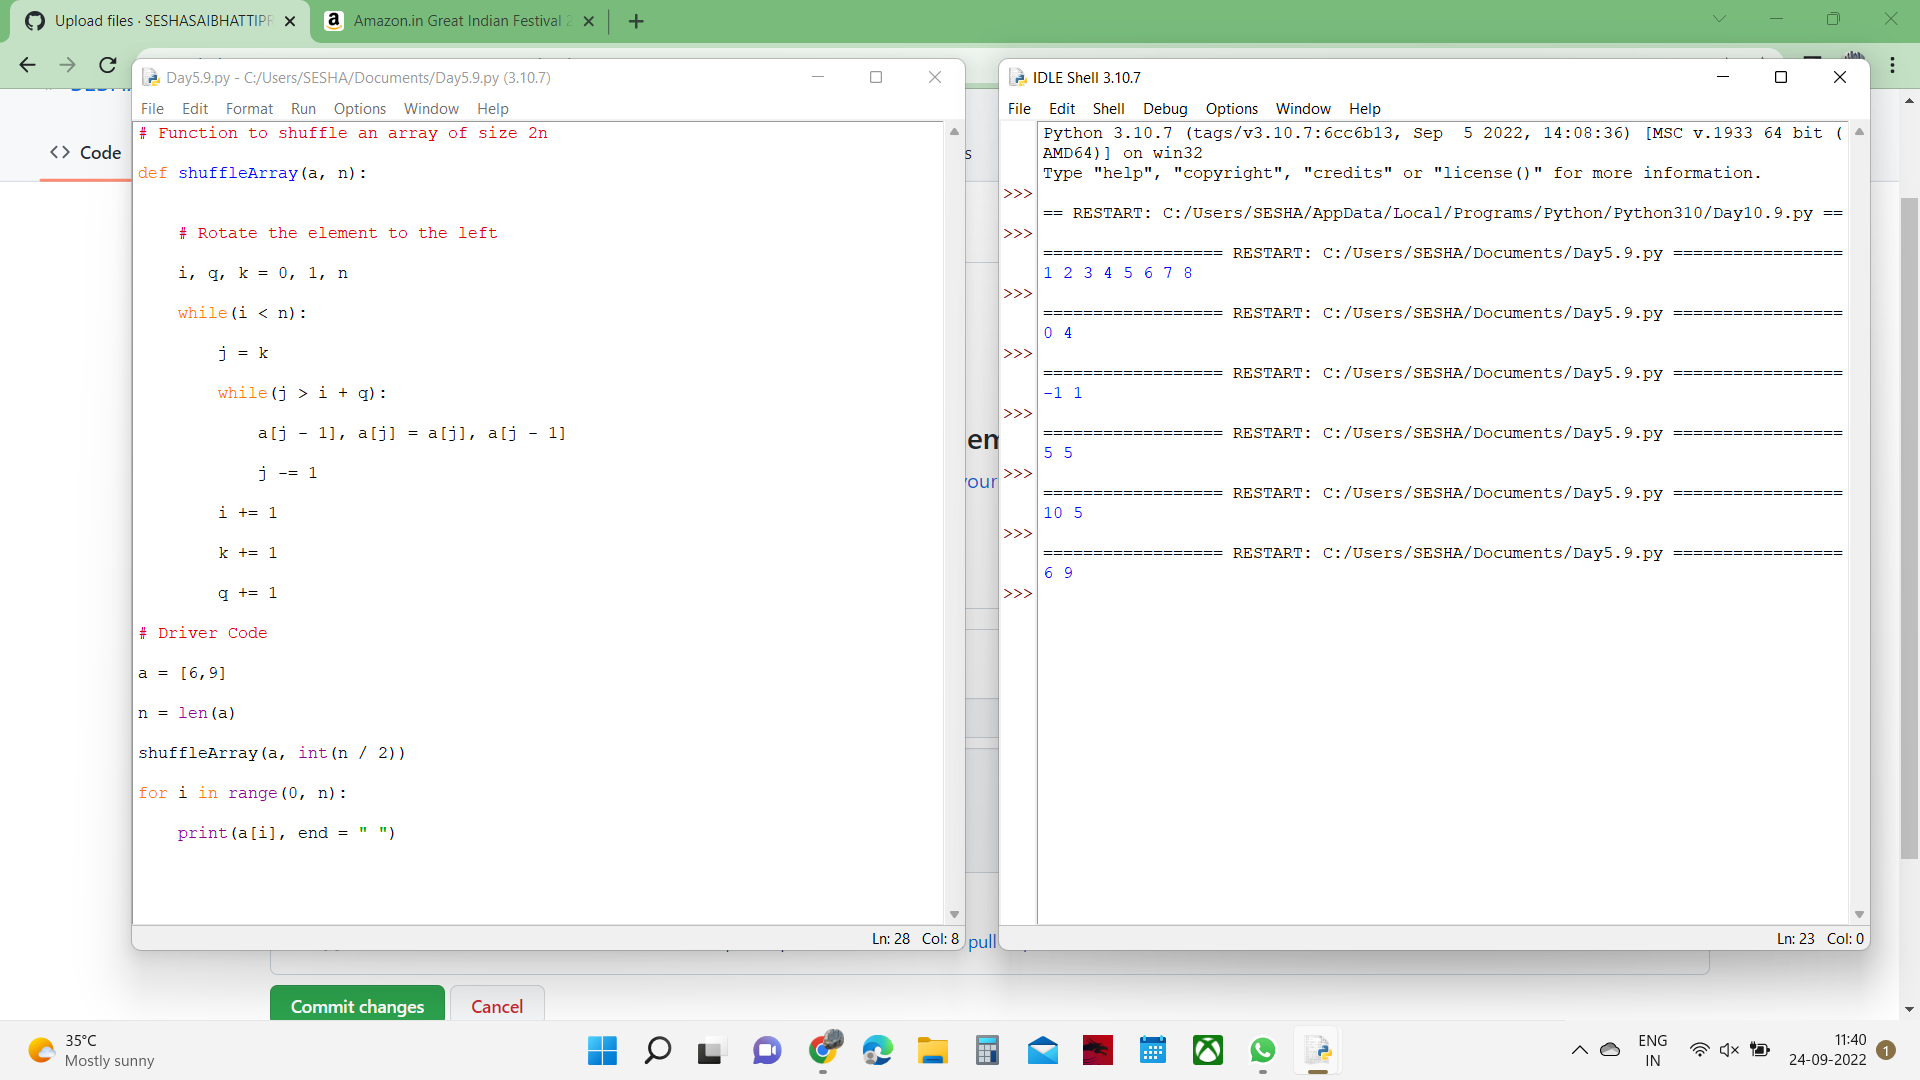 Upload files · SESHASAIBHATTIPR
Amazon.in Great Indian Festival 2
Code
Day5.9.py - C:/Users/SESHA/Documents/Day5.9.py (3.10.7)
File Edit Format Run Options Window Help
# Function to shuffle an array of size 2n
def shuffleArray(a, n):
# Rotate the element to the left
i, q, k = 0, 1, n
while(i < n):
j = k
while(j > i + q):
a[j - 1], a[j] = a[j], a[j - 1]
j -= 1
i += 1
k += 1
q += 1
# Driver Code
a = [6,9]
n = len(a)
shuffleArray(a, int(n / 2))
for i in range(0, n):
print(a[i], end = " ")
Ln: 28 Col: 8
s
em
your
pull
IDLE Shell 3.10.7
File Edit Shell Debug Options Window Help
Python 3.10.7 (tags/v3.10.7:6cc6b13, Sep  5 2022, 14:08:36) [MSC v.1933 64 bit (
AMD64)] on win32
Type "help", "copyright", "credits" or "license()" for more information.
>>>
== RESTART: C:/Users/SESHA/AppData/Local/Programs/Python/Python310/Day10.9.py ==
>>>
================== RESTART: C:/Users/SESHA/Documents/Day5.9.py =================
1 2 3 4 5 6 7 8
>>>
================== RESTART: C:/Users/SESHA/Documents/Day5.9.py =================
0 4
>>>
================== RESTART: C:/Users/SESHA/Documents/Day5.9.py =================
-1 1
>>>
================== RESTART: C:/Users/SESHA/Documents/Day5.9.py =================
5 5
>>>
================== RESTART: C:/Users/SESHA/Documents/Day5.9.py =================
10 5
>>>
================== RESTART: C:/Users/SESHA/Documents/Day5.9.py =================
6 9
>>>
Ln: 23 Col: 0
Commit changes
Cancel
35°C
Mostly sunny
ENG
IN
11:40
24-09-2022
1